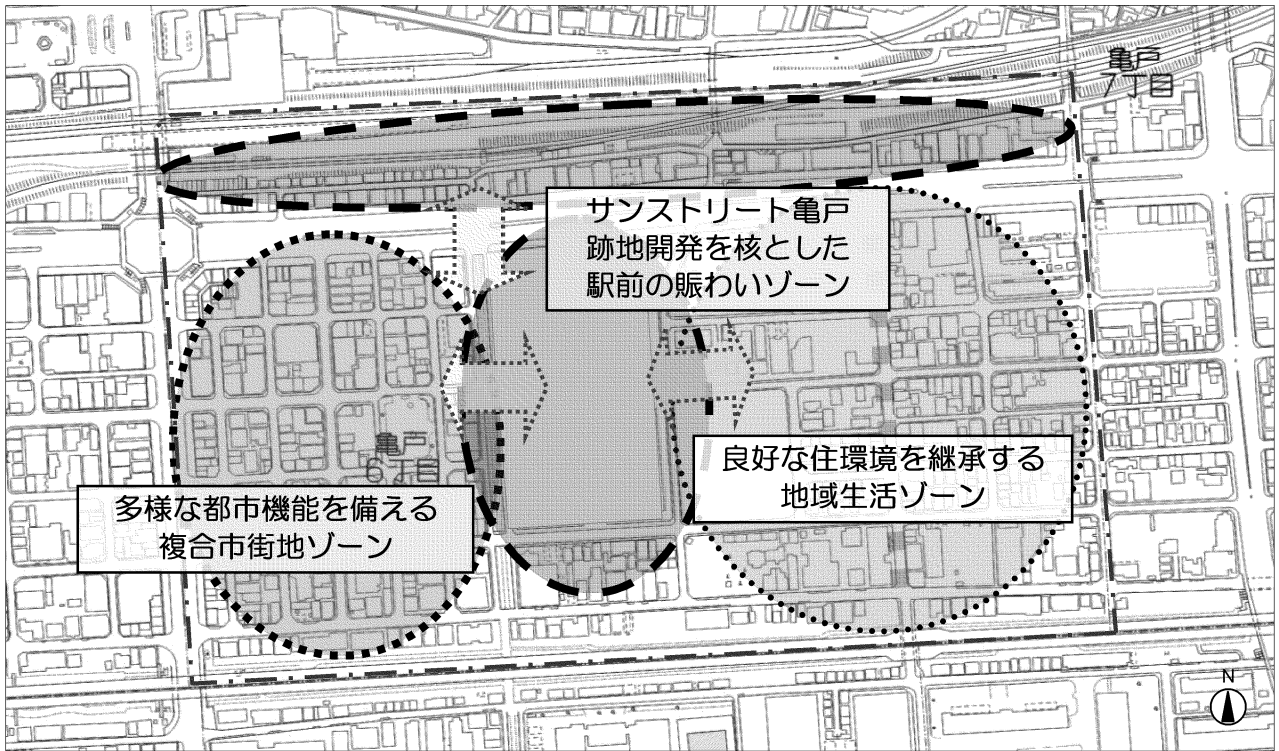 亀戸
7丁目
サンストリート亀戸
跡地開発を核とした
駅前の賑わいゾーン
亀戸
6丁目
良好な住環境を継承する
地域生活ゾーン
多様な都市機能を備える
複合市街地ゾーン
N